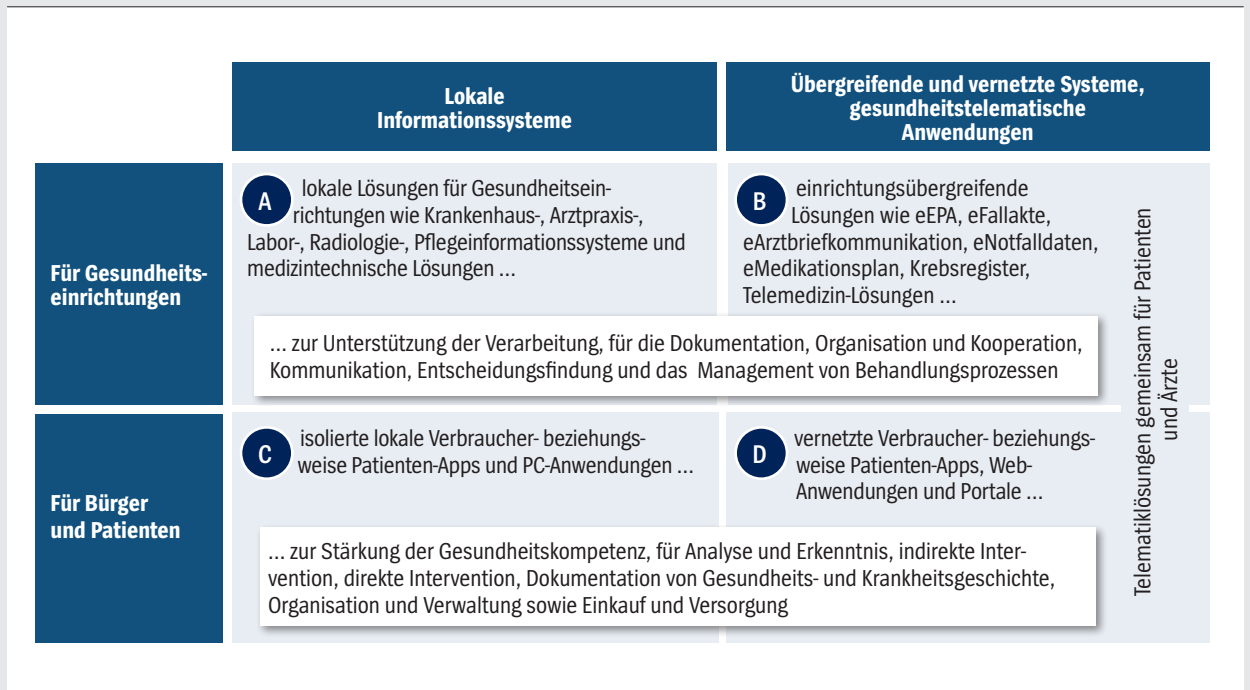 Lokale
Informationssysteme
Übergreifende und vernetzte Systeme,
gesundheitstelematische
Anwendungen
Für Gesundheits-
einrichtungen
A
lokale Lösungen für Gesundheitsein-
richtungen wie Krankenhaus-, Arztpraxis-,
Labor-, Radiologie-, Pflegeinformationssysteme und
medizintechnische Lösungen ...
B
einrichtungsübergreifende
Lösungen wie eEPA, eFallakte,
eArztbriefkommunikation, eNotfalldaten,
eMedikationsplan, Krebsregister,
Telemedizin-Lösungen ...
... zur Unterstützung der Verarbeitung, für die Dokumentation, Organisation und Kooperation,
Kommunikation, Entscheidungsfindung und das Management von Behandlungsprozessen
Für Bürger
und Patienten
C
isolierte lokale Verbraucher- beziehungs-
weise Patienten-Apps und PC-Anwendungen ...
D
vernetzte Verbraucher- beziehungs-
weise Patienten-Apps, Web-
Anwendungen und Portale ...
... zur Stärkung der Gesundheitskompetenz, für Analyse und Erkenntnis, indirekte Inter-
vention, direkte Intervention, Dokumentation von Gesundheits- und Krankheitsgeschichte,
Organisation und Verwaltung sowie Einkauf und Versorgung
Telematiklösungen gemeinsam für Patienten
und Ärzte